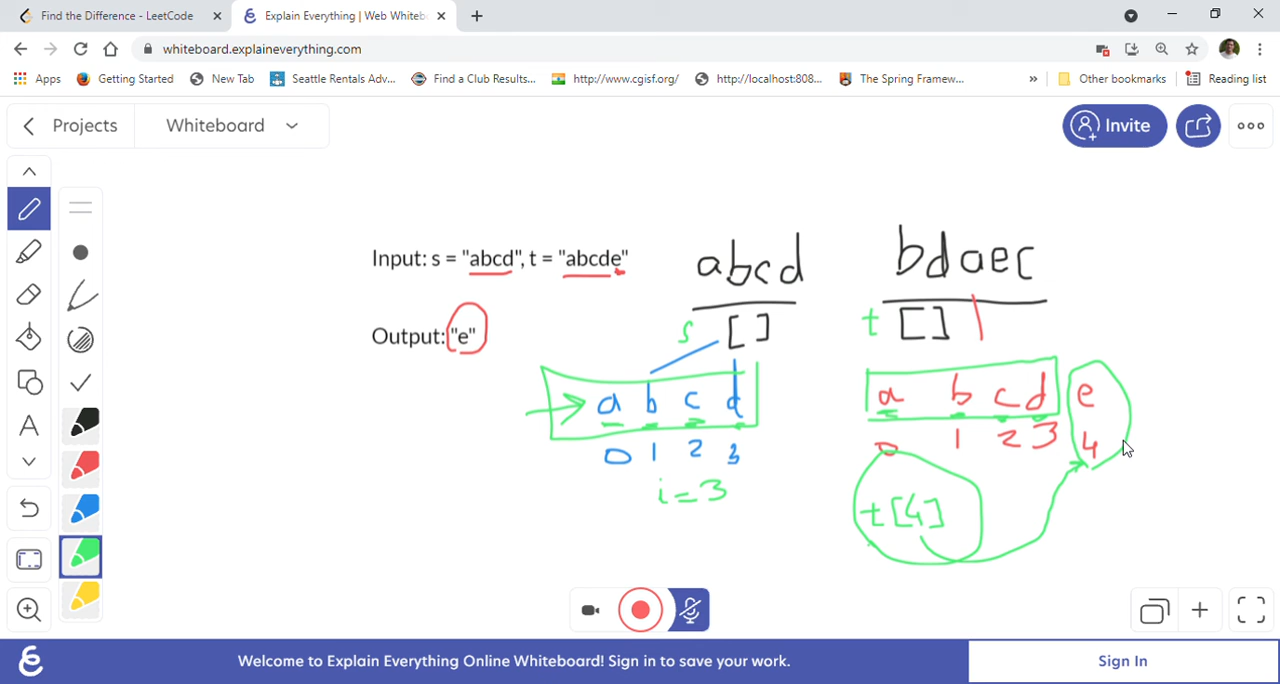 Find the Difference - LeetCode
Explain Everything | Web Whiteb
whiteboard.explaineverything.com
Apps Getting Started New Tab Seattle Rentals Adv... Find a Club Results... http://www.cgisf.org/ http://localhost:808... The Spring Framew... » Other bookmarks Reading list
Projects Whiteboard Invite
Input: s = "abcd", t = "abcde"
abcd bdaec
Output: "e"
s [] t []
a b c d a b c d e
0 1 2 3 0 1 2 3 4
i=3
t[4]
A
Welcome to Explain Everything Online Whiteboard! Sign in to save your work. Sign In